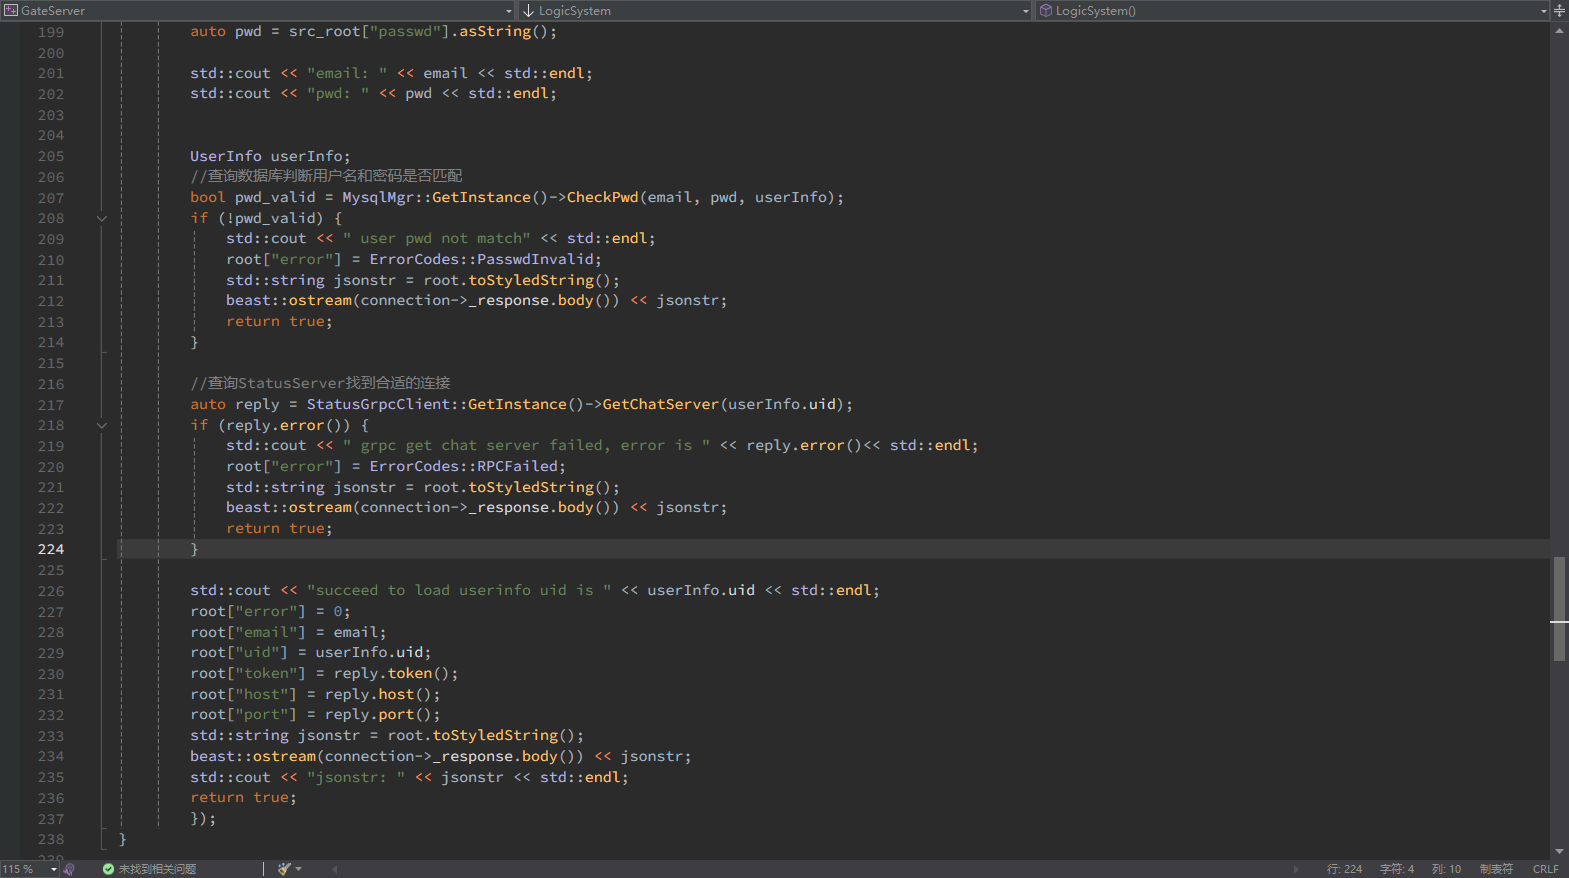 GateServer LogicSystem LogicSystem()
199 auto pwd = src_root["passwd"].asString();
200
201 std::cout << "email: " << email << std::endl;
202 std::cout << "pwd: " << pwd << std::endl;
203
204
205 UserInfo userInfo;
206 //查询数据库判断用户名和密码是否匹配
207 bool pwd_valid = MysqlMgr::GetInstance()->CheckPwd(email, pwd, userInfo);
208 if (!pwd_valid) {
209 std::cout << " user pwd not match" << std::endl;
210 root["error"] = ErrorCodes::PasswdInvalid;
211 std::string jsonstr = root.toStyledString();
212 beast::ostream(connection->_response.body()) << jsonstr;
213 return true;
214 }
215
216 //查询StatusServer找到合适的连接
217 auto reply = StatusGrpcClient::GetInstance()->GetChatServer(userInfo.uid);
218 if (reply.error()) {
219 std::cout << " grpc get chat server failed, error is " << reply.error()<< std::endl;
220 root["error"] = ErrorCodes::RPCFailed;
221 std::string jsonstr = root.toStyledString();
222 beast::ostream(connection->_response.body()) << jsonstr;
223 return true;
224 }
225
226 std::cout << "succeed to load userinfo uid is " << userInfo.uid << std::endl;
227 root["error"] = 0;
228 root["email"] = email;
229 root["uid"] = userInfo.uid;
230 root["token"] = reply.token();
231 root["host"] = reply.host();
232 root["port"] = reply.port();
233 std::string jsonstr = root.toStyledString();
234 beast::ostream(connection->_response.body()) << jsonstr;
235 std::cout << "jsonstr: " << jsonstr << std::endl;
236 return true;
237 });
238 }
239
115 % 未找到相关问题 行: 224 字符: 4 列: 10 制表符 CRLF